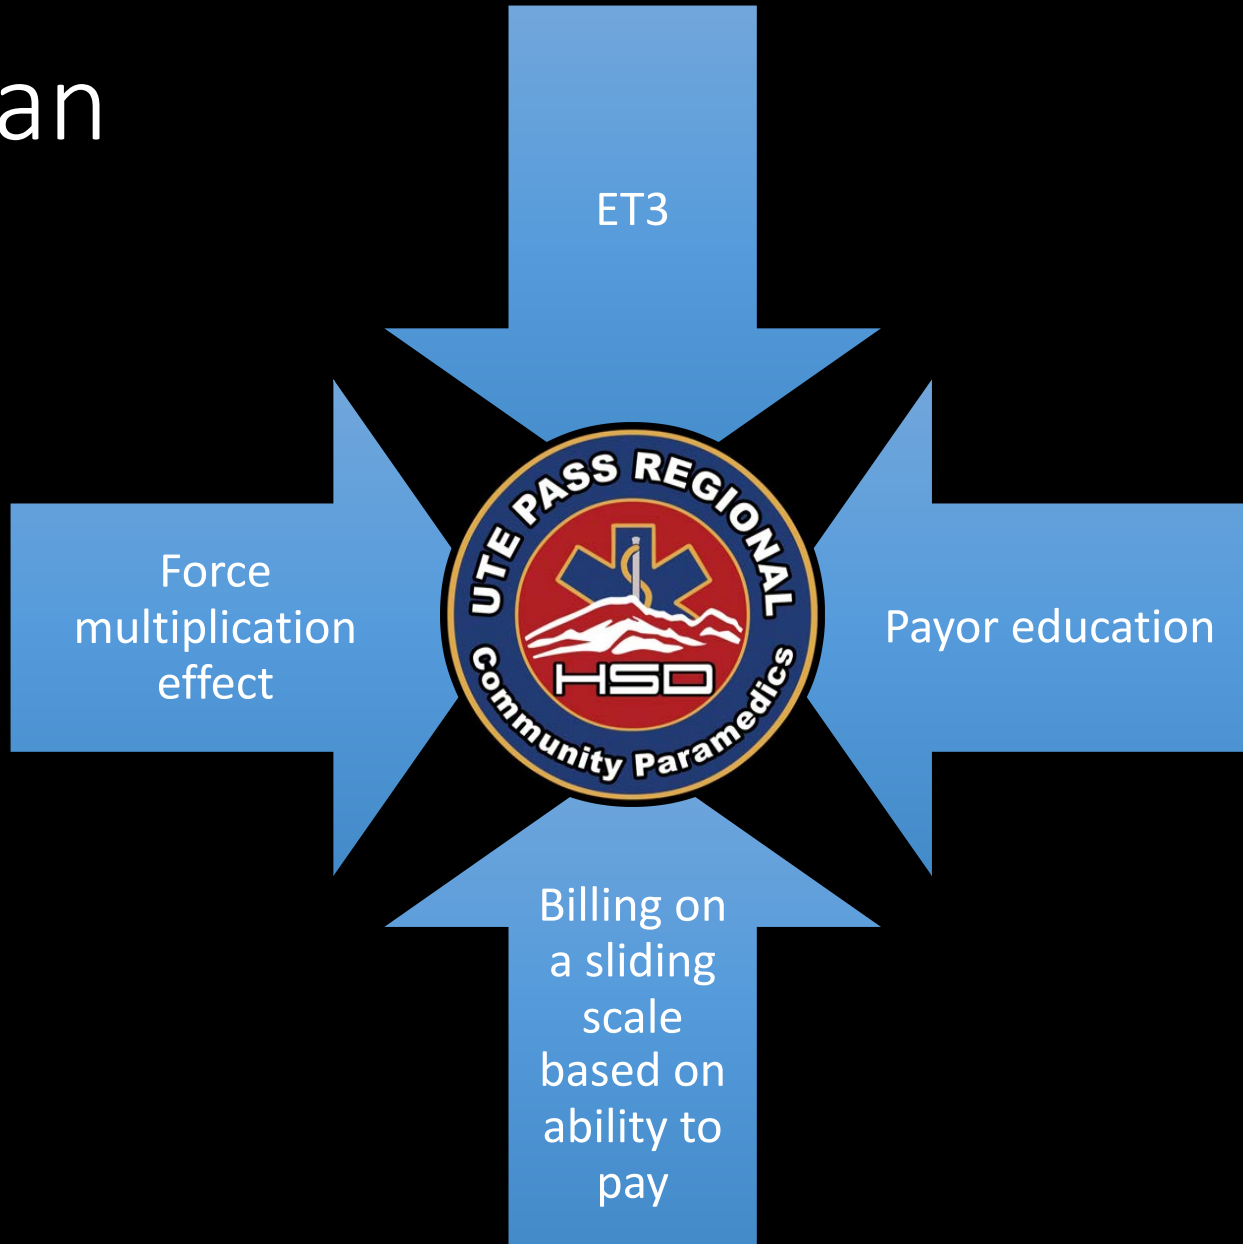 an
ET3
UTE PASS REGIONAL
HSD
Community Paramedics
Force
multiplication
effect
Payor education
Billing on
a sliding
scale
based on
ability to
pay